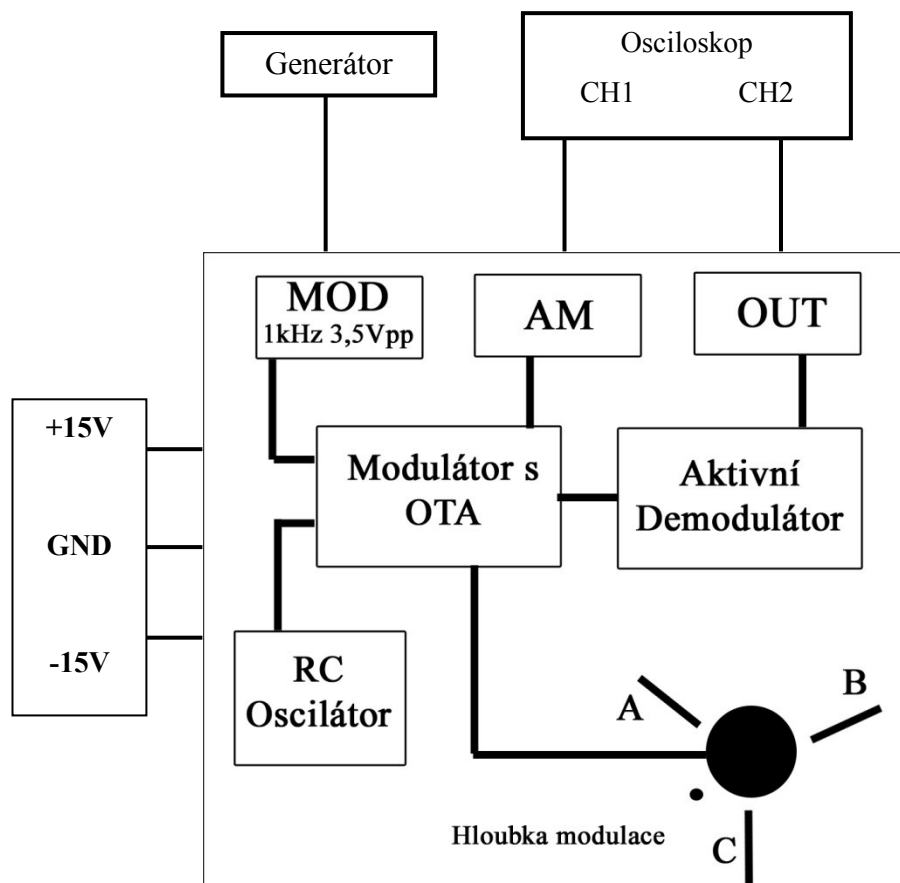 Generátor
Osciloskop
CH1 CH2
MOD
1kHz 3,5Vpp
AM
OUT
+15V
GND
-15V
Modulátor s
OTA
Aktivní
Demodulátor
RC
Oscilátor
A
B
C
Hloubka modulace